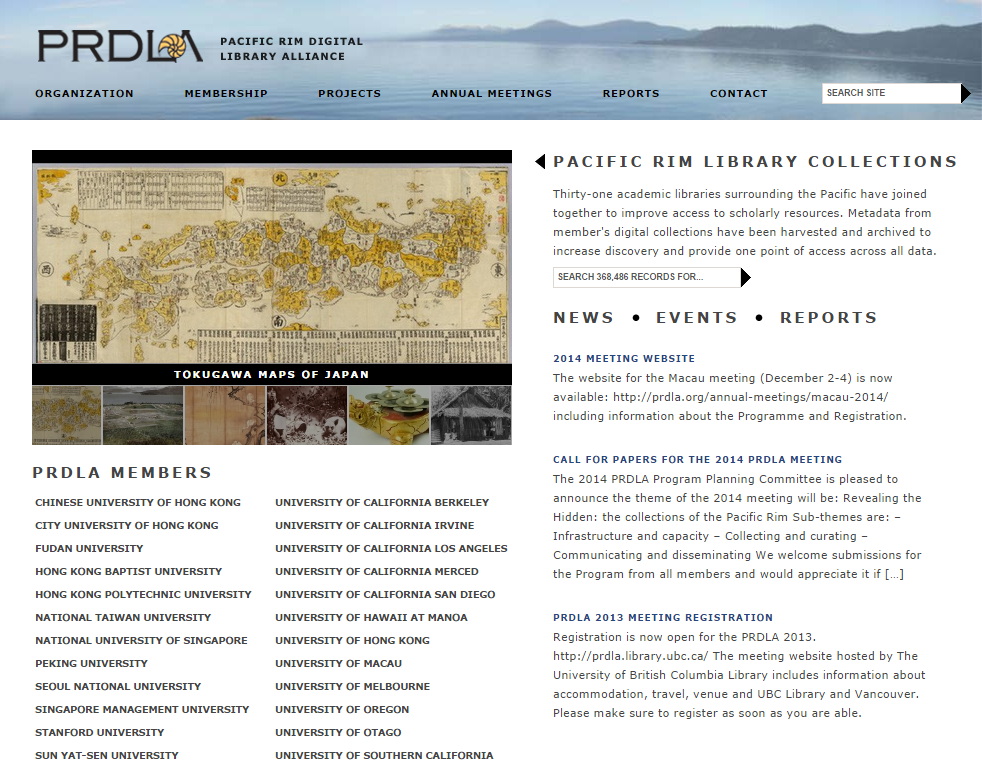 PRDLA
PACIFIC RIM DIGITAL
LIBRARY ALLIANCE
ORGANIZATION MEMBERSHIP PROJECTS ANNUAL MEETINGS REPORTS CONTACT SEARCH SITE
北
西
南
TOKUGAWA MAPS OF JAPAN
PRDLA MEMBERS
CHINESE UNIVERSITY OF HONG KONG
CITY UNIVERSITY OF HONG KONG
FUDAN UNIVERSITY
HONG KONG BAPTIST UNIVERSITY
HONG KONG POLYTECHNIC UNIVERSITY
NATIONAL TAIWAN UNIVERSITY
NATIONAL UNIVERSITY OF SINGAPORE
PEKING UNIVERSITY
SEOUL NATIONAL UNIVERSITY
SINGAPORE MANAGEMENT UNIVERSITY
STANFORD UNIVERSITY
SUN YAT-SEN UNIVERSITY
UNIVERSITY OF CALIFORNIA BERKELEY
UNIVERSITY OF CALIFORNIA IRVINE
UNIVERSITY OF CALIFORNIA LOS ANGELES
UNIVERSITY OF CALIFORNIA MERCED
UNIVERSITY OF CALIFORNIA SAN DIEGO
UNIVERSITY OF HAWAII AT MANOA
UNIVERSITY OF HONG KONG
UNIVERSITY OF MACAU
UNIVERSITY OF MELBOURNE
UNIVERSITY OF OREGON
UNIVERSITY OF OTAGO
UNIVERSITY OF SOUTHERN CALIFORNIA
PACIFIC RIM LIBRARY COLLECTIONS
Thirty-one academic libraries surrounding the Pacific have joined
together to improve access to scholarly resources. Metadata from
member's digital collections have been harvested and archived to
increase discovery and provide one point of access across all data.
SEARCH 368,486 RECORDS FOR...
NEWS • EVENTS • REPORTS
2014 MEETING WEBSITE
The website for the Macau meeting (December 2-4) is now
available: http://prdla.org/annual-meetings/macau-2014/
including information about the Programme and Registration.
CALL FOR PAPERS FOR THE 2014 PRDLA MEETING
The 2014 PRDLA Program Planning Committee is pleased to
announce the theme of the 2014 meeting will be: Revealing the
Hidden: the collections of the Pacific Rim Sub-themes are: –
Infrastructure and capacity – Collecting and curating –
Communicating and disseminating We welcome submissions for
the Program from all members and would appreciate it if […]
PRDLA 2013 MEETING REGISTRATION
Registration is now open for the PRDLA 2013.
http://prdla.library.ubc.ca/ The meeting website hosted by The
University of British Columbia Library includes information about
accommodation, travel, venue and UBC Library and Vancouver.
Please make sure to register as soon as you are able.